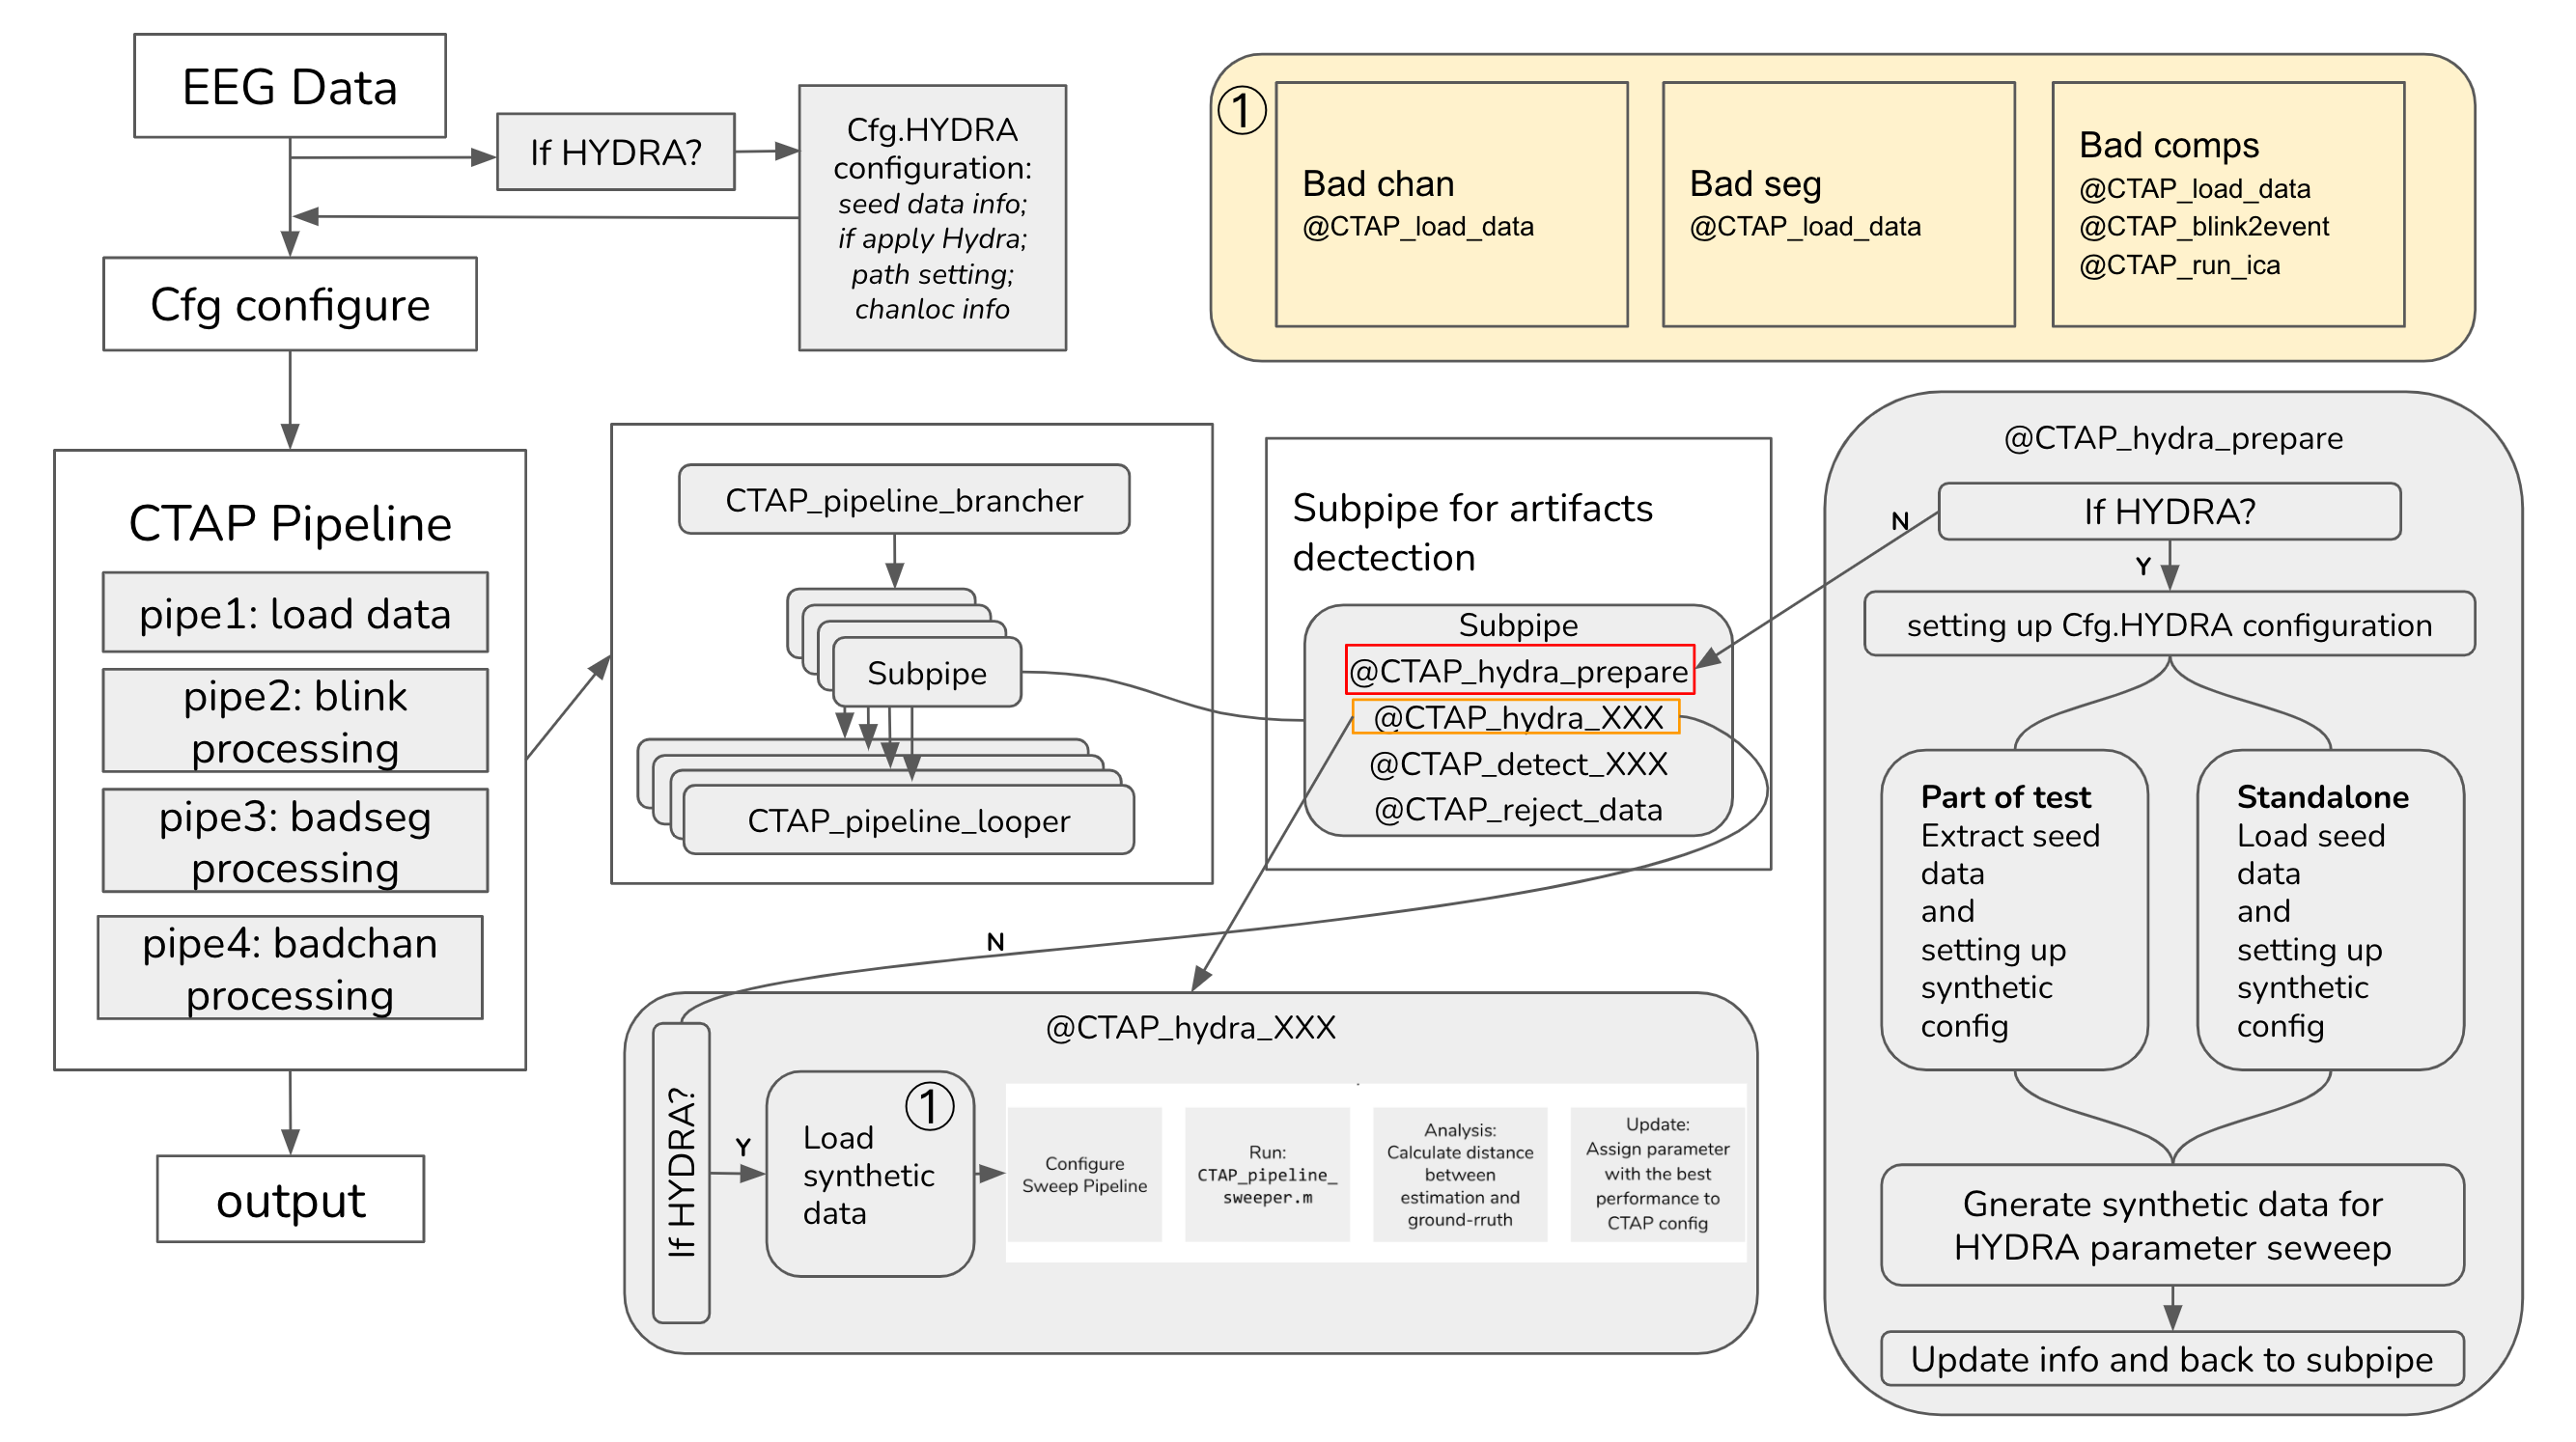 EEG Data
If HYDRA?
Cfg.HYDRA
configuration:
seed data info;
if apply Hydra;
path setting;
chanloc info
Cfg configure
CTAP Pipeline
pipe1: load data
pipe2: blink
processing
pipe3: badseg
processing
pipe4: badchan
processing
output
①
Bad chan
@CTAP_load_data
Bad seg
@CTAP_load_data
Bad comps
@CTAP_load_data
@CTAP_blink2event
@CTAP_run_ica
CTAP_pipeline_brancher
Subpipe
CTAP_pipeline_looper
Subpipe for artifacts
dectection
Subpipe
@CTAP_hydra_prepare
@CTAP_hydra_XXX
@CTAP_detect_XXX
@CTAP_reject_data
N
@CTAP_hydra_XXX
If HYDRA?
Y
①
Load
synthetic
data
Configure
Sweep Pipeline
Run:
CTAP_pipeline_
sweeper.m
Analysis:
Calculate distance
between
estimation and
ground-rruth
Update:
Assign parameter
with the best
performance to
CTAP config
@CTAP_hydra_prepare
If HYDRA?
N
Y
setting up Cfg.HYDRA configuration
Part of test
Extract seed
data
and
setting up
synthetic
config
Standalone
Load seed
data
and
setting up
synthetic
config
Gnerate synthetic data for
HYDRA parameter seweep
Update info and back to subpipe